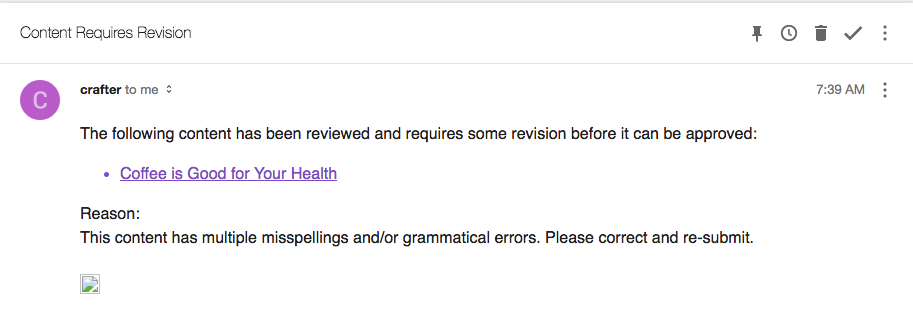 Content Requires Revision
C
crafter to me
7:39 AM
The following content has been reviewed and requires some revision before it can be approved:
• Coffee is Good for Your Health
Reason:
This content has multiple misspellings and/or grammatical errors. Please correct and re-submit.